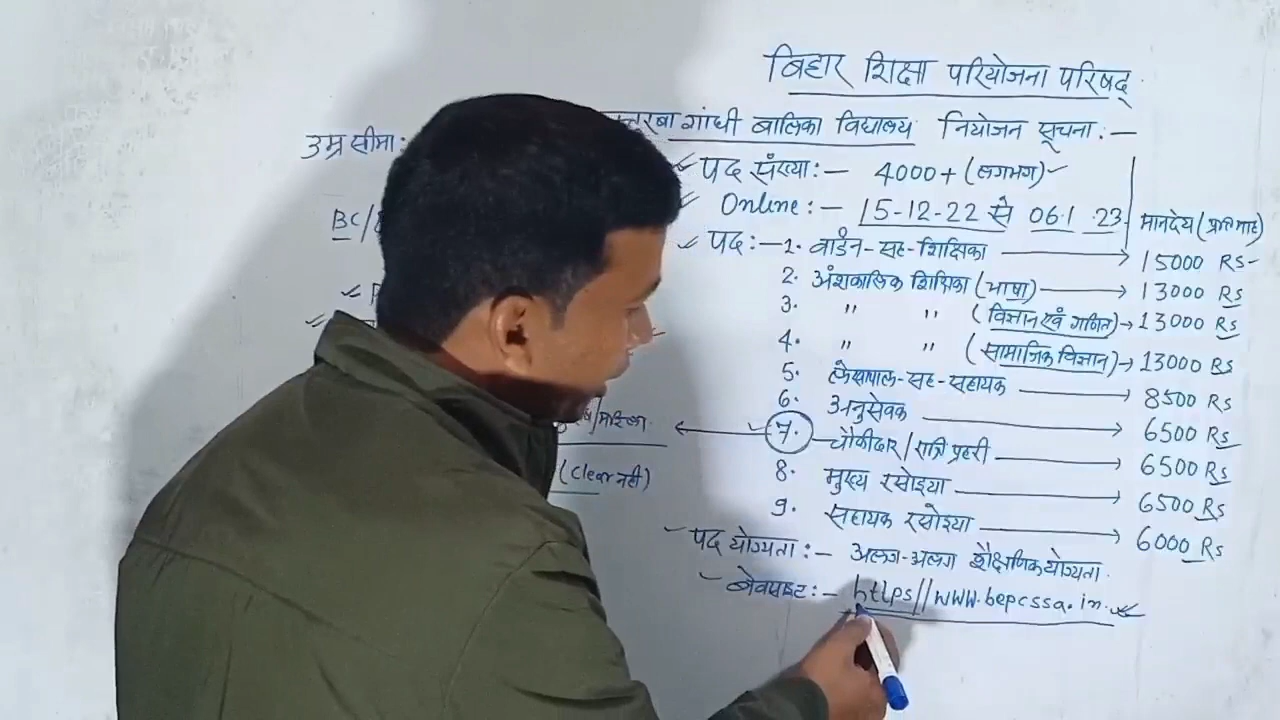 बिहार शिक्षा परियोजना परिषद्
गांधी बालिका विद्यालय नियोजन सूचना:-
उम्र सीमा:
BC/
पद संख्या:- 4000+ (लगभग)
Online:- 15-12-22 से 06.1.23
मानदेय (प्रति माह)
पद:- 1. वार्डन-सह-शिक्षिका → 15000 RS
2. अंशकालिक शिक्षिका (भाषा) → 13000 Rs
3. " " (विज्ञान एवं गणित) → 13000 Rs
4. " " (सामाजिक विज्ञान) → 13000 Rs
5. लेखापाल-सह-सहायक → 8500 Rs
6. अनुसेवक → 6500 Rs
/महिला ← 7. चौकीदार/रात्रि प्रहरी → 6500 Rs
(clear नही)
8. मुख्य रसोइया → 6500 Rs
9. सहायक रसोइया → 6000 Rs
पद योग्यता:- अलग-अलग शैक्षणिक योग्यता.
वेबसाइट:- https//www.bepcssa.in.